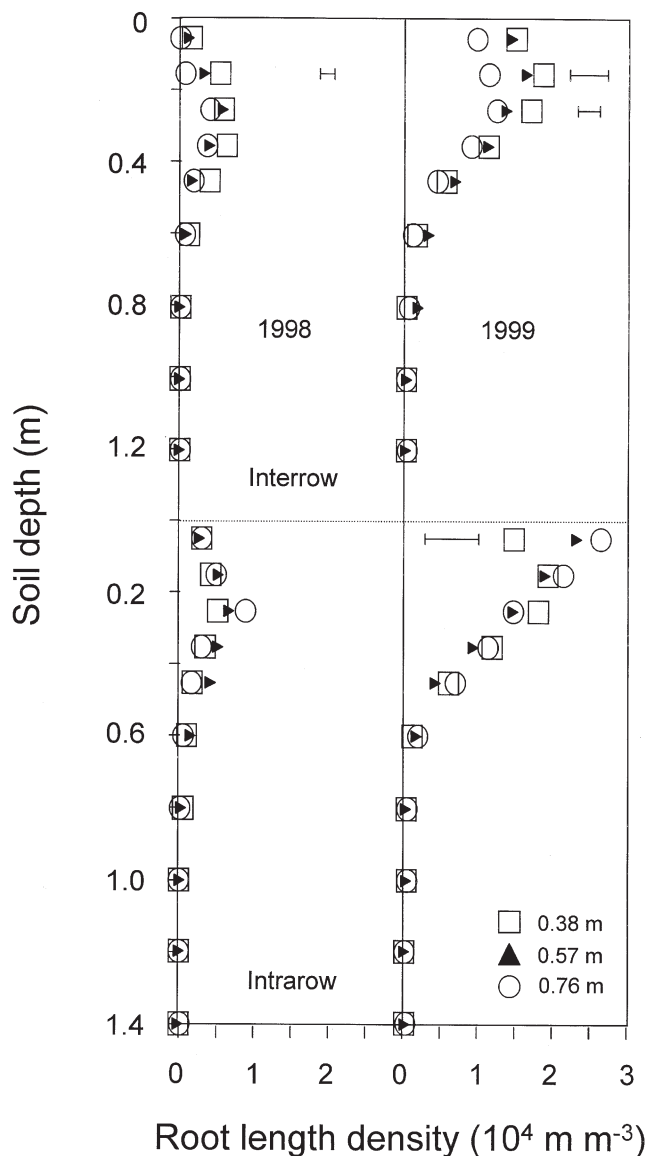 0
0.4
0.8
1998
1999
1.2
Interrow
Soil depth (m)
0.2
0.6
1.0
0.38 m
0.57 m
0.76 m
Intrarow
1.4
0 1 2 0 1 2 3
Root length density (10⁴ m m⁻³)